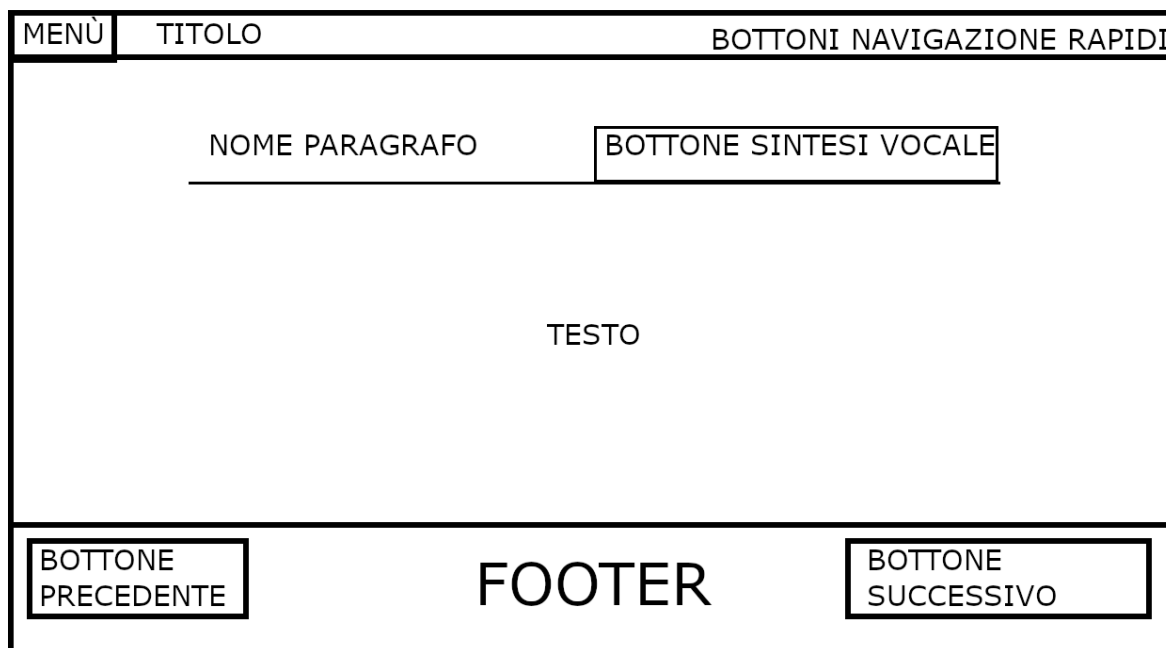 MENÙ TITOLO BOTTONI NAVIGAZIONE RAPIDI
NOME PARAGRAFO BOTTONE SINTESI VOCALE
TESTO
BOTTONE
PRECEDENTE
FOOTER
BOTTONE
SUCCESSIVO